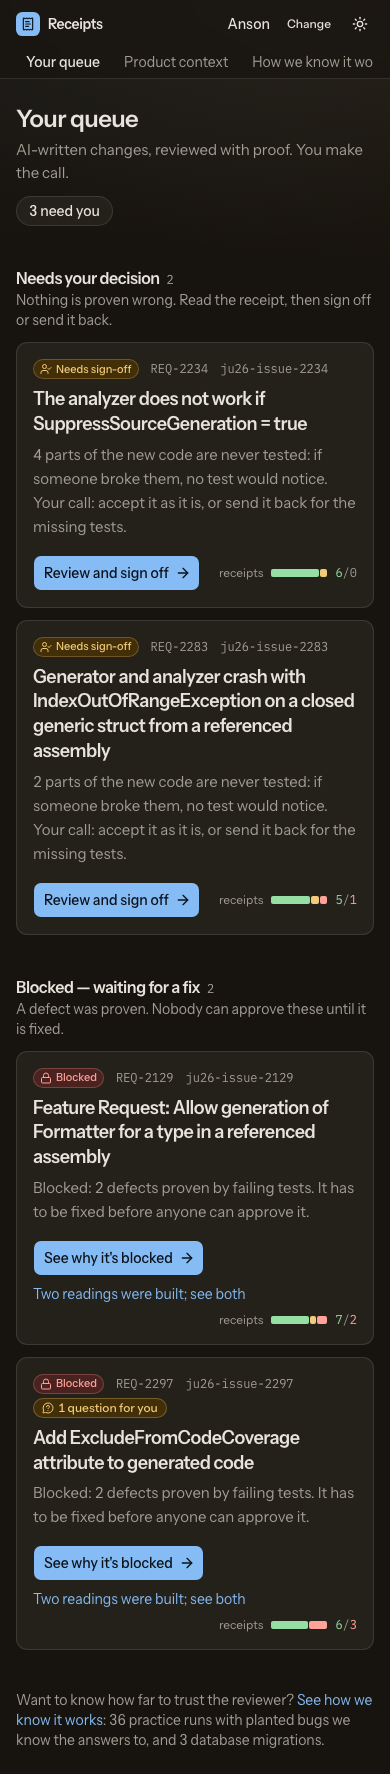 Receipts
Anson
Change
Your queue
Product context
How we know it wo
Your queue
AI-written changes, reviewed with proof. You make
the call.
3 need you
Needs your decision 2
Nothing is proven wrong. Read the receipt, then sign off
or send it back.
Needs sign-off REQ-2234 ju26-issue-2234
The analyzer does not work if
SuppressSourceGeneration = true
4 parts of the new code are never tested: if
someone broke them, no test would notice.
Your call: accept it as it is, or send it back for the
missing tests.
Review and sign off → receipts 6/0
Needs sign-off REQ-2283 ju26-issue-2283
Generator and analyzer crash with
IndexOutOfRangeException on a closed
generic struct from a referenced
assembly
2 parts of the new code are never tested: if
someone broke them, no test would notice.
Your call: accept it as it is, or send it back for the
missing tests.
Review and sign off → receipts 5/1
Blocked — waiting for a fix 2
A defect was proven. Nobody can approve these until it
is fixed.
Blocked REQ-2129 ju26-issue-2129
Feature Request: Allow generation of
Formatter for a type in a referenced
assembly
Blocked: 2 defects proven by failing tests. It has
to be fixed before anyone can approve it.
See why it's blocked →
Two readings were built; see both
receipts 7/2
Blocked REQ-2297 ju26-issue-2297
1 question for you
Add ExcludeFromCodeCoverage
attribute to generated code
Blocked: 2 defects proven by failing tests. It has
to be fixed before anyone can approve it.
See why it's blocked →
Two readings were built; see both
receipts 6/3
Want to know how far to trust the reviewer? See how we
know it works: 36 practice runs with planted bugs we
know the answers to, and 3 database migrations.